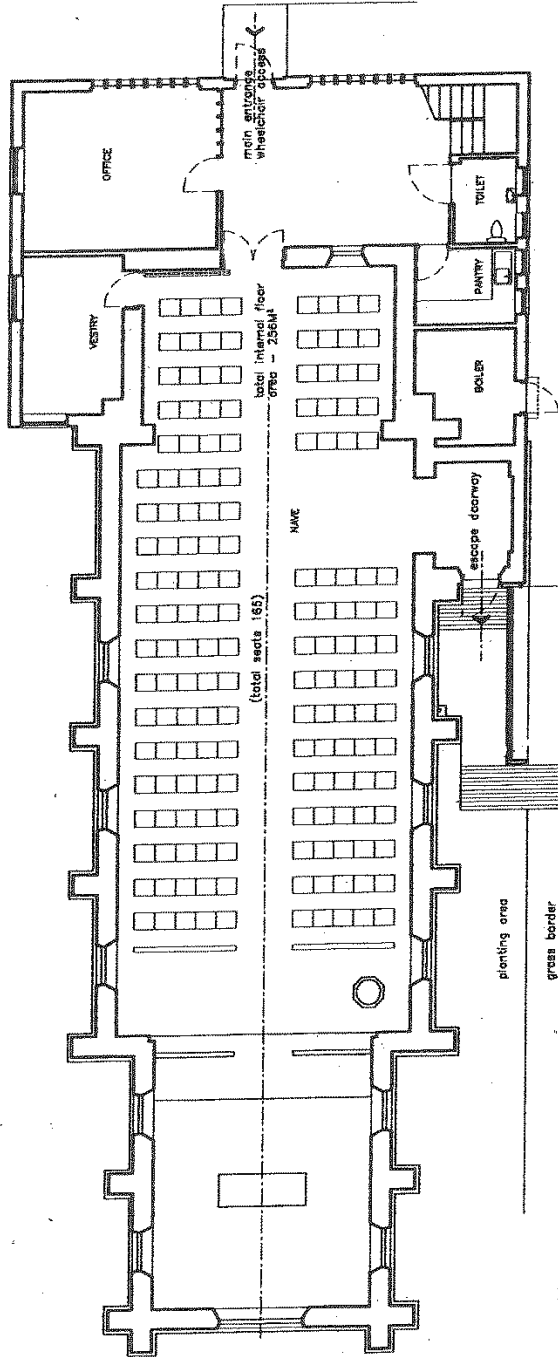 OFFICE
main entrance
wheelchair access
VESTRY
TOILET
PANTRY
BOILER
total internal floor
area - 256M²
NAVE
(total seats 165)
escape doorway
planting area
grass border